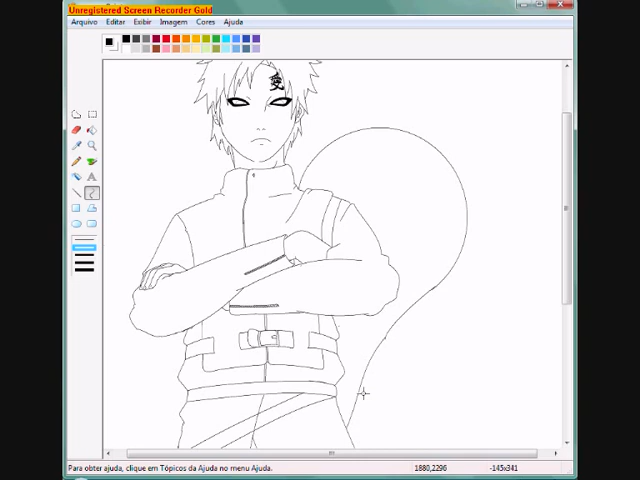 Unregistered Screen Recorder Gold
Arquivo Editar Exibir Imagem Cores Ajuda
愛
A
Para obter ajuda, clique em Tópicos da Ajuda no menu Ajuda. 1880,2296 -145x341